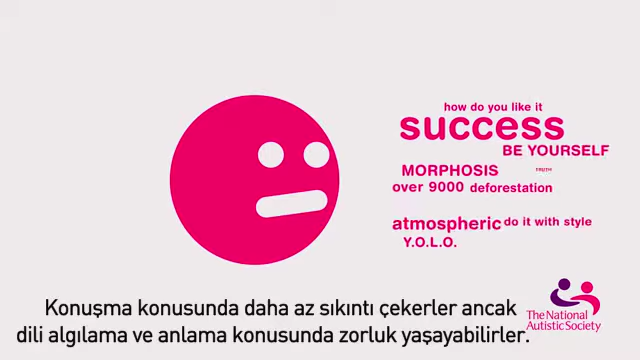 how do you like it
success
BE YOURSELF
MORPHOSIS
TRUTH
over 9000 deforestation
atmospheric do it with style
Y.O.L.O.
Konuşma konusunda daha az sıkıntı çekerler ancak
dili algılama ve anlama konusunda zorluk yaşayabilirler.
The National
Autistic Society